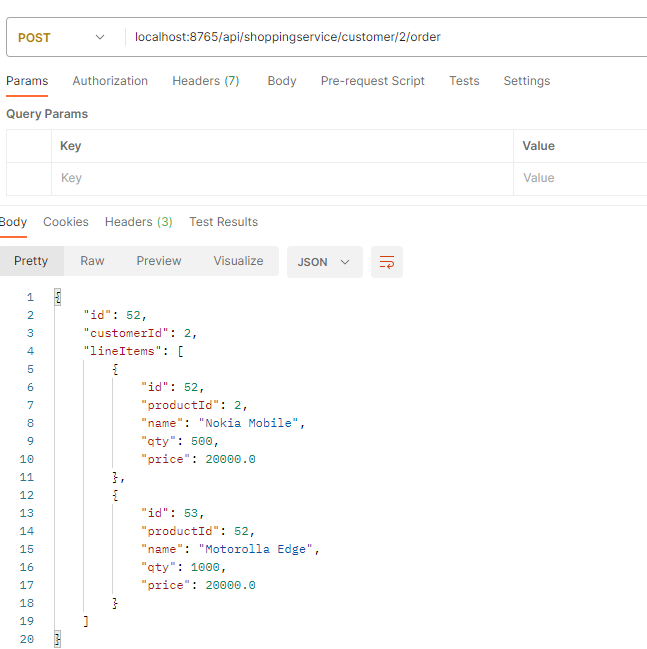 POST localhost:8765/api/shoppingservice/customer/2/order
Params Authorization Headers (7) Body Pre-request Script Tests Settings
Query Params
Key Value
Key Value
Body Cookies Headers (3) Test Results
Pretty Raw Preview Visualize JSON
1 {
2 "id": 52,
3 "customerId": 2,
4 "lineItems": [
5 {
6 "id": 52,
7 "productId": 2,
8 "name": "Nokia Mobile",
9 "qty": 500,
10 "price": 20000.0
11 },
12 {
13 "id": 53,
14 "productId": 52,
15 "name": "Motorolla Edge",
16 "qty": 1000,
17 "price": 20000.0
18 }
19 ]
20 }